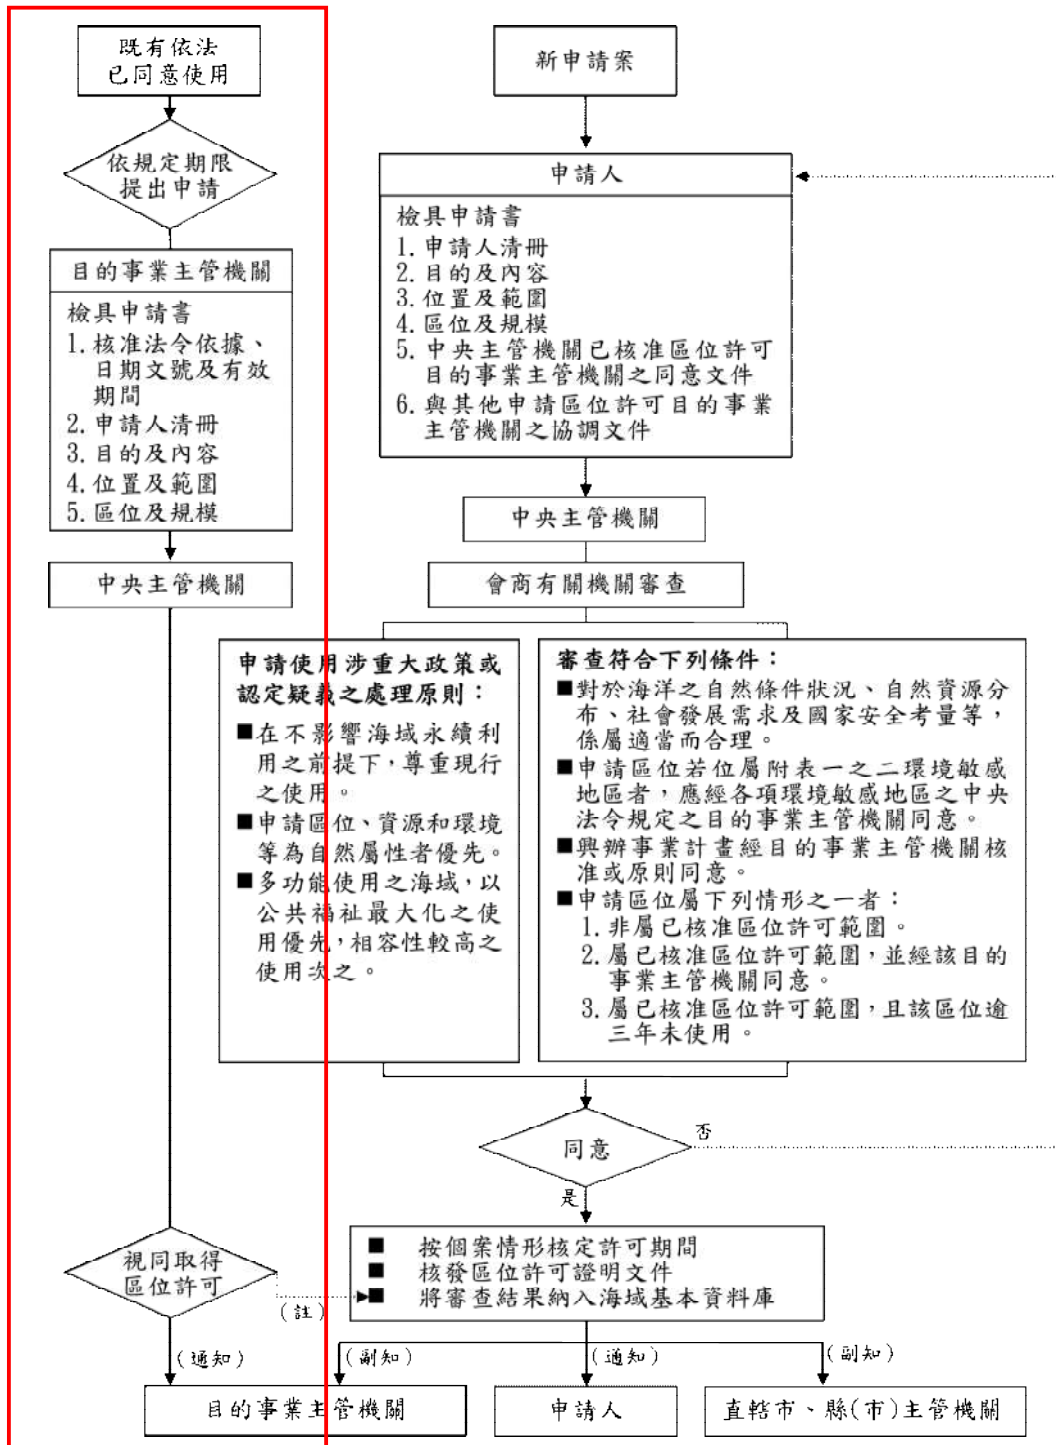 既有依法
已同意使用
依規定期限
提出申請
目的事業主管機關
檢具申請書
1.核准法令依據、
日期文號及有效
期間
2.申請人清冊
3.目的及內容
4.位置及範圍
5.區位及規模
中央主管機關
視同取得
區位許可
(註)
(通知)
新申請案
申請人
檢具申請書
1.申請人清冊
2.目的及內容
3.位置及範圍
4.區位及規模
5.中央主管機關已核准區位許可
目的事業主管機關之同意文件
6.與其他申請區位許可目的事業
主管機關之協調文件
中央主管機關
會商有關機關審查
申請使用涉重大政策或
認定疑義之處理原則：
■在不影響海域永續利
用之前提下，尊重現行
之使用。
■申請區位、資源和環境
等為自然屬性者優先。
■多功能使用之海域，以
公共福祉最大化之使
用優先，相容性較高之
使用次之。
審查符合下列條件：
■對於海洋之自然條件狀況、自然資源分
布、社會發展需求及國家安全考量等，
係屬適當而合理。
■申請區位若位屬附表一之二環境敏感
地區者，應經各項環境敏感地區之中央
法令規定之目的事業主管機關同意。
■興辦事業計畫經目的事業主管機關核
准或原則同意。
■申請區位屬下列情形之一者：
1.非屬已核准區位許可範圍。
2.屬已核准區位許可範圍，並經該目的
事業主管機關同意。
3.屬已核准區位許可範圍，且該區位逾
三年未使用。
同意
否
是
■ 按個案情形核定許可期間
■ 核發區位許可證明文件
■ 將審查結果納入海域基本資料庫
(副知)
(通知)
(副知)
目的事業主管機關
申請人
直轄市、縣(市)主管機關